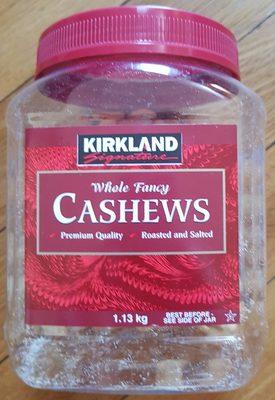 KIRKLAND
Signature
Whole Fancy
CASHEWS
Premium Quality Roasted and Salted
1.13 kg
BEST BEFORE,
SEE SIDE OF JAR